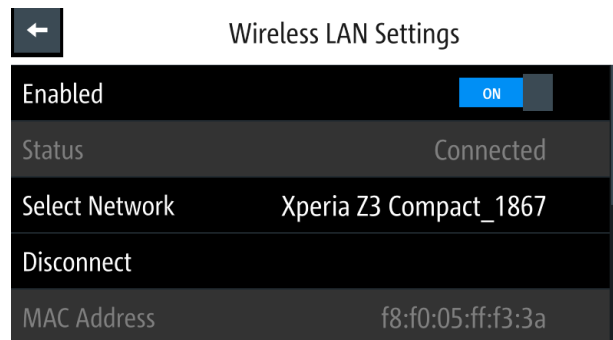 Wireless LAN Settings
Enabled ON
Status Connected
Select Network Xperia Z3 Compact_1867
Disconnect
MAC Address f8:f0:05:ff:f3:3a